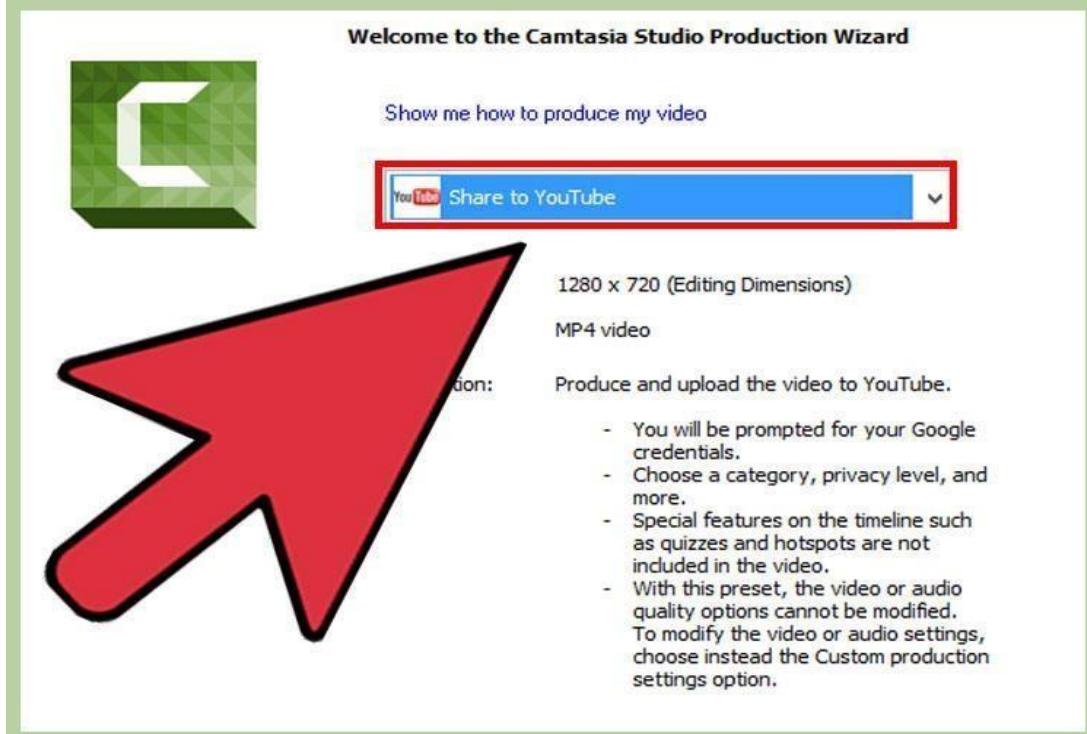 Welcome to the Camtasia Studio Production Wizard
C
Show me how to produce my video
You Tube Share to YouTube
1280 x 720 (Editing Dimensions)
MP4 video
Produce and upload the video to YouTube.
- You will be prompted for your Google
credentials.
- Choose a category, privacy level, and
more.
- Special features on the timeline such
as quizzes and hotspots are not
included in the video.
- With this preset, the video or audio
quality options cannot be modified.
To modify the video or audio settings,
choose instead the Custom production
settings option.